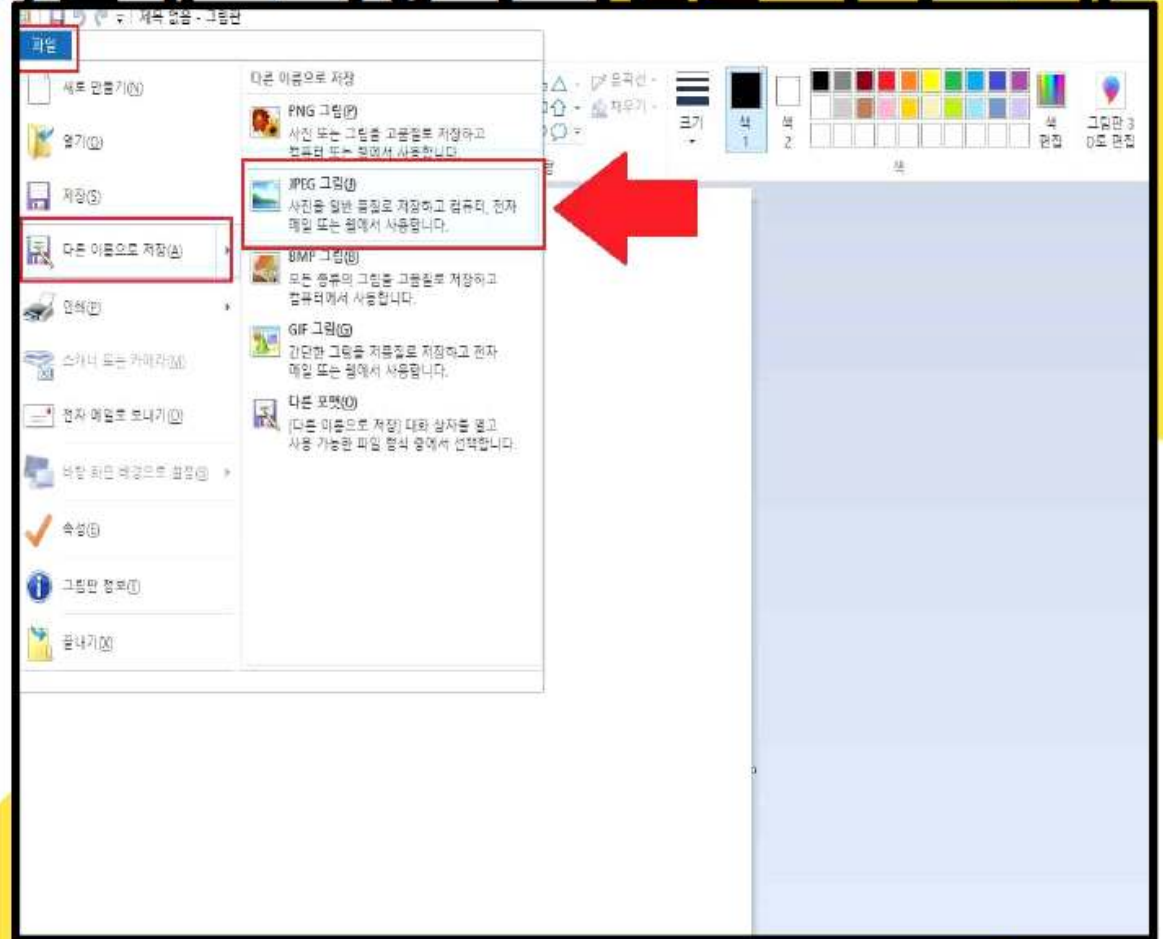 제목 없음 - 그림판
파일
새로 만들기(N)
열기(O)
저장(S)
다른 이름으로 저장(A)
인쇄(P)
스캐너 또는 카메라(M)
전자 메일로 보내기(D)
바탕 화면 배경으로 설정(B)
속성(E)
그림판 정보(T)
끝내기(X)
다른 이름으로 저장
PNG 그림(P)
사진 또는 그림을 고품질로 저장하고
컴퓨터 또는 웹에서 사용합니다.
JPEG 그림(J)
사진을 일반 품질로 저장하고 컴퓨터, 전자
메일 또는 웹에서 사용합니다.
BMP 그림(B)
모든 종류의 그림을 고품질로 저장하고
컴퓨터에서 사용합니다.
GIF 그림(G)
간단한 그림을 저품질로 저장하고 전자
메일 또는 웹에서 사용합니다.
다른 포맷(O)
[다른 이름으로 저장] 대화 상자를 열고
사용 가능한 파일 형식 중에서 선택합니다.
윤곽선
채우기
크기
색
1
색
2
색
편집
그림판 3
D로 편집
색